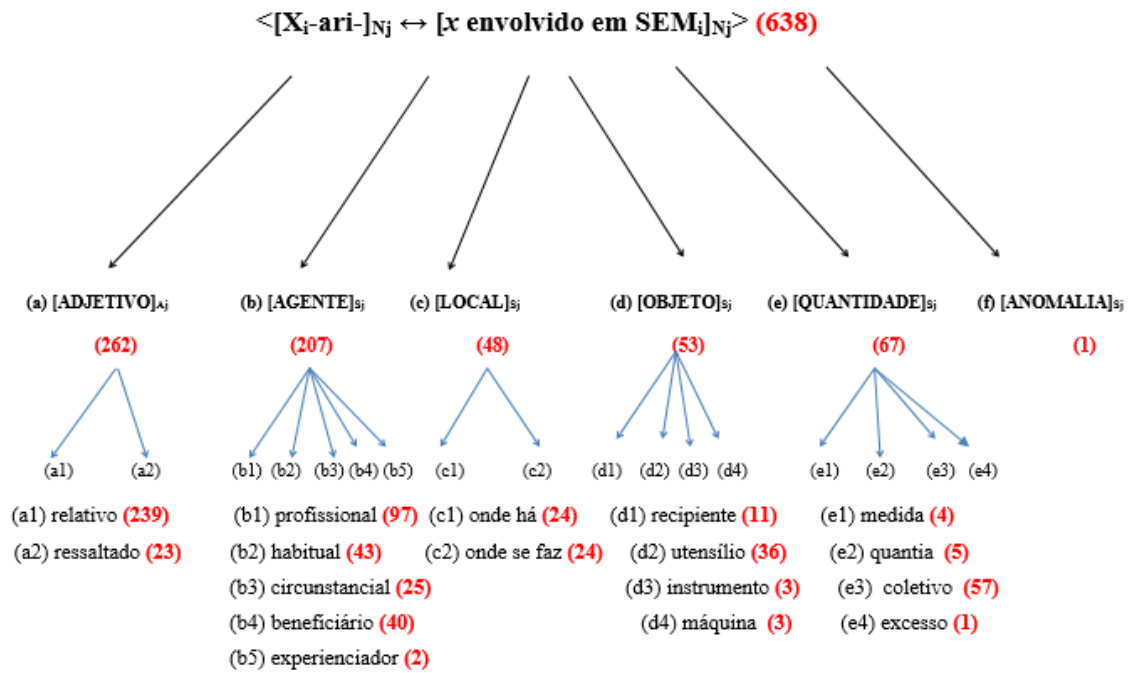 <[Xi-ari-]Nj ↔ [x envolvido em SEMi]Nj> (638)
(a) [ADJETIVO]Aj (b) [AGENTE]Sj (c) [LOCAL]Sj (d) [OBJETO]Sj (e) [QUANTIDADE]Sj (f) [ANOMALIA]Sj
(262) (207) (48) (53) (67) (1)
(a1) (a2) (b1) (b2) (b3) (b4) (b5) (c1) (c2) (d1) (d2) (d3) (d4) (e1) (e2) (e3) (e4)
(a1) relativo (239) (b1) profissional (97) (c1) onde há (24) (d1) recipiente (11) (e1) medida (4)
(a2) ressaltado (23) (b2) habitual (43) (c2) onde se faz (24) (d2) utensílio (36) (e2) quantia (5)
(b3) circunstancial (25) (d3) instrumento (3) (e3) coletivo (57)
(b4) beneficiário (40) (d4) máquina (3) (e4) excesso (1)
(b5) experienciador (2)